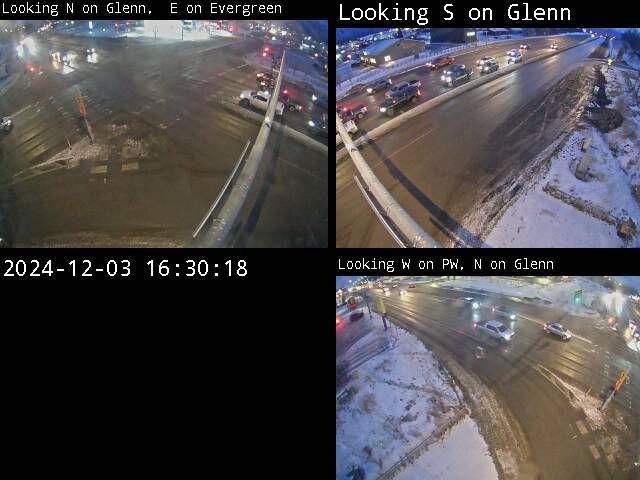 Looking N on Glenn,  E on Evergreen
Looking S on Glenn
2024-12-03 16:30:18
Looking W on PW, N on Glenn